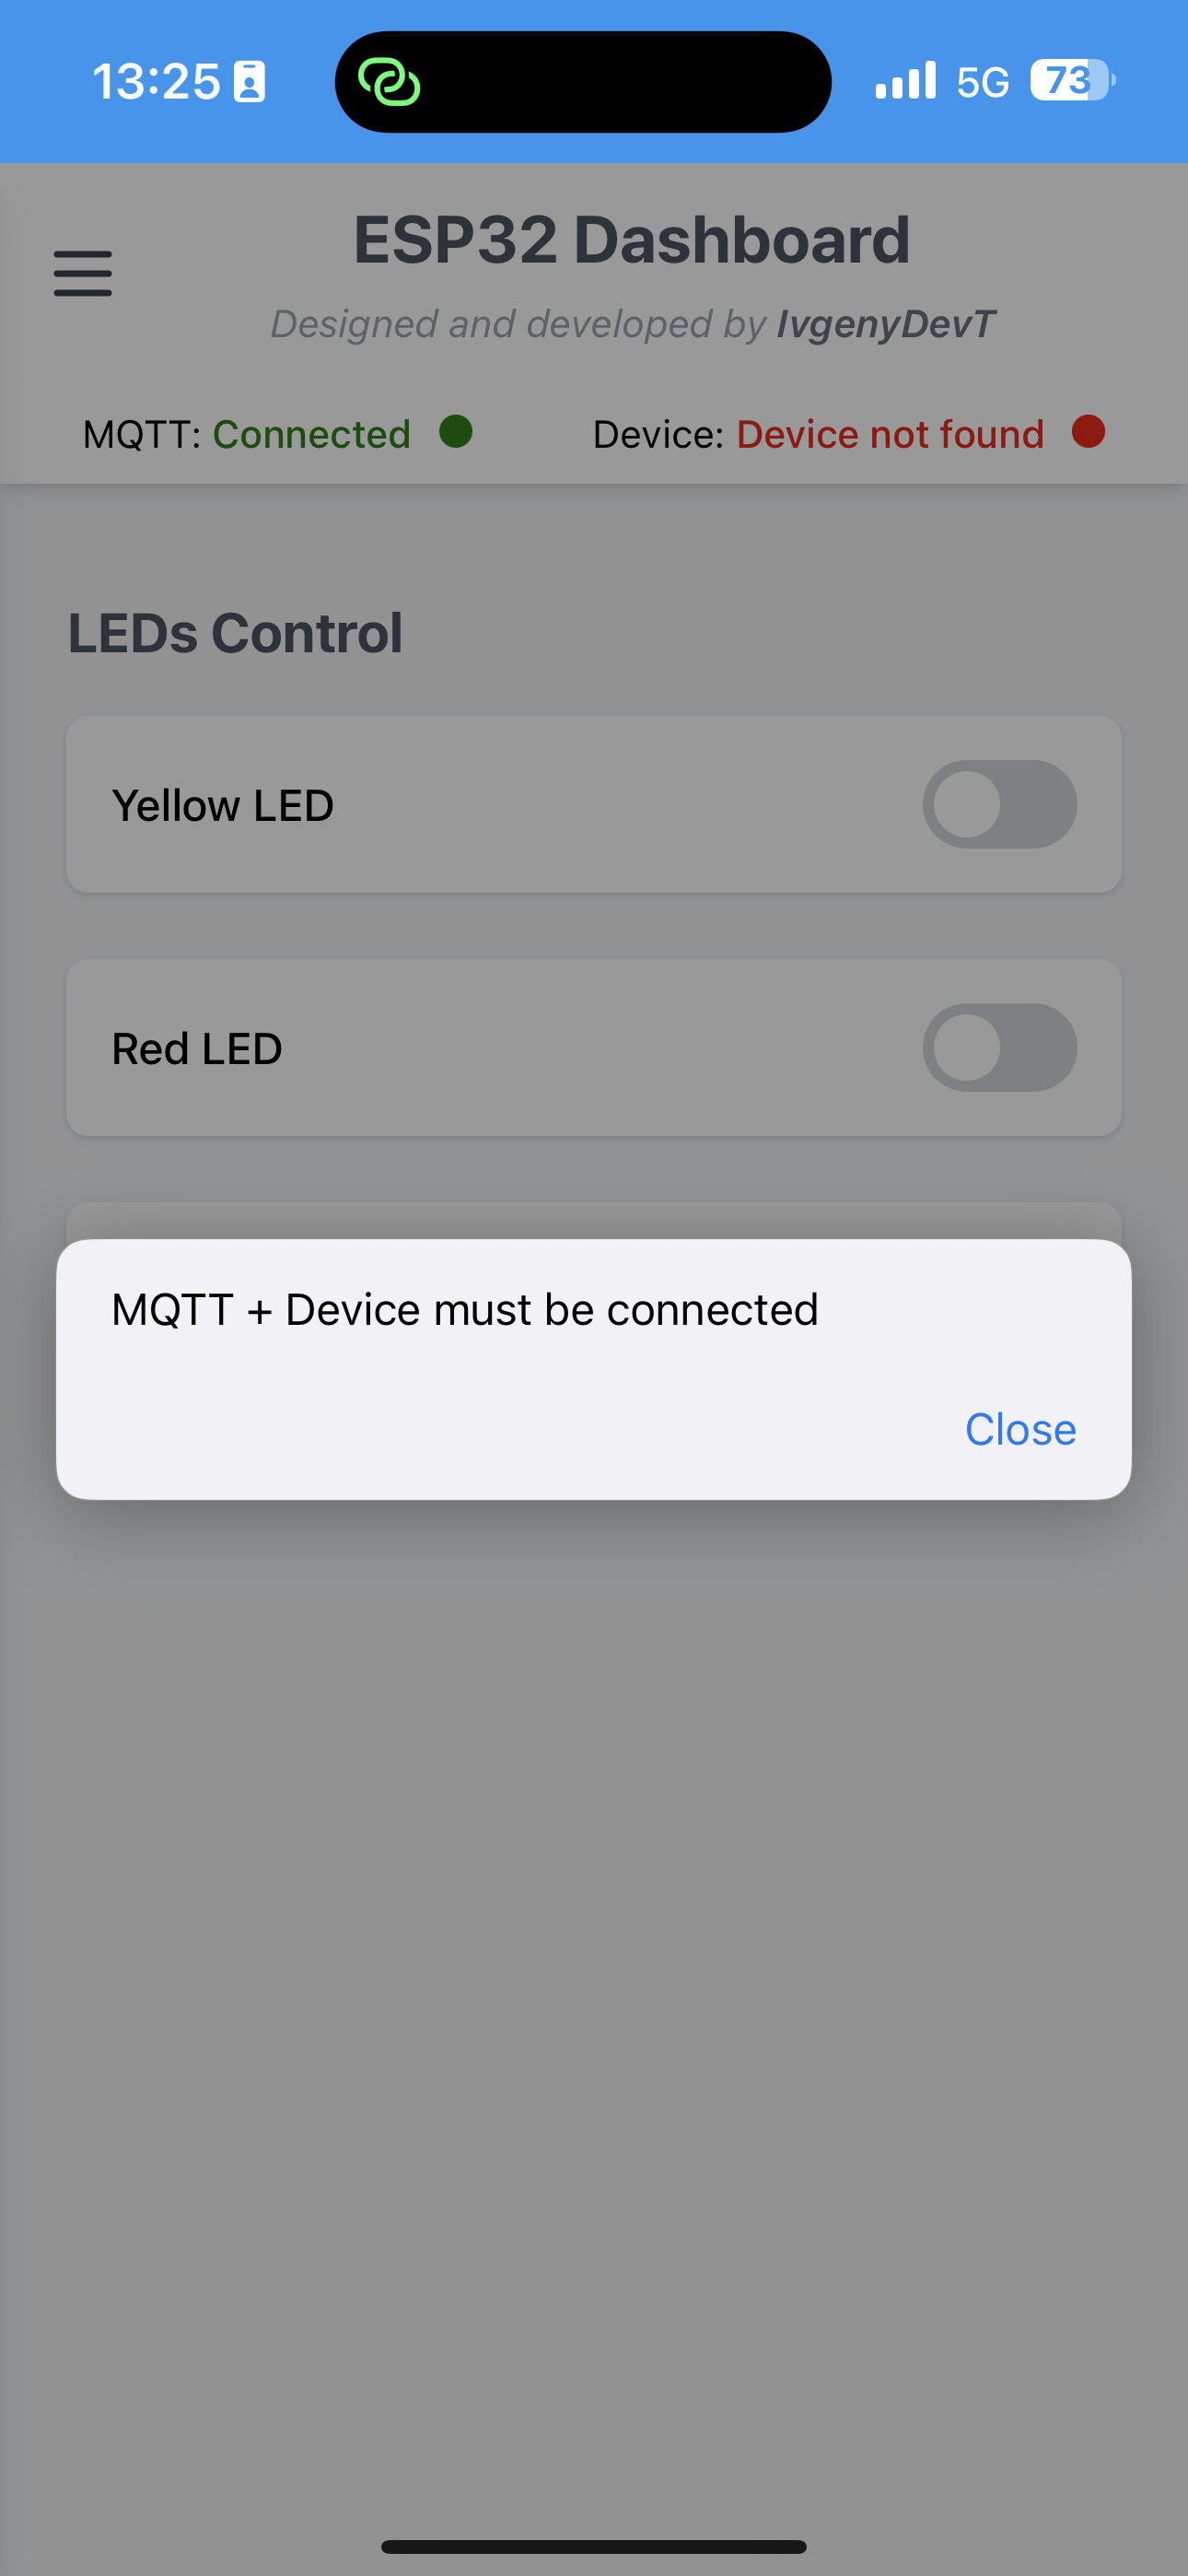 13:25
5G
73
ESP32 Dashboard
Designed and developed by IvgenyDevT
MQTT: Connected Device: Device not found
LEDs Control
Yellow LED
Red LED
MQTT + Device must be connected
Close